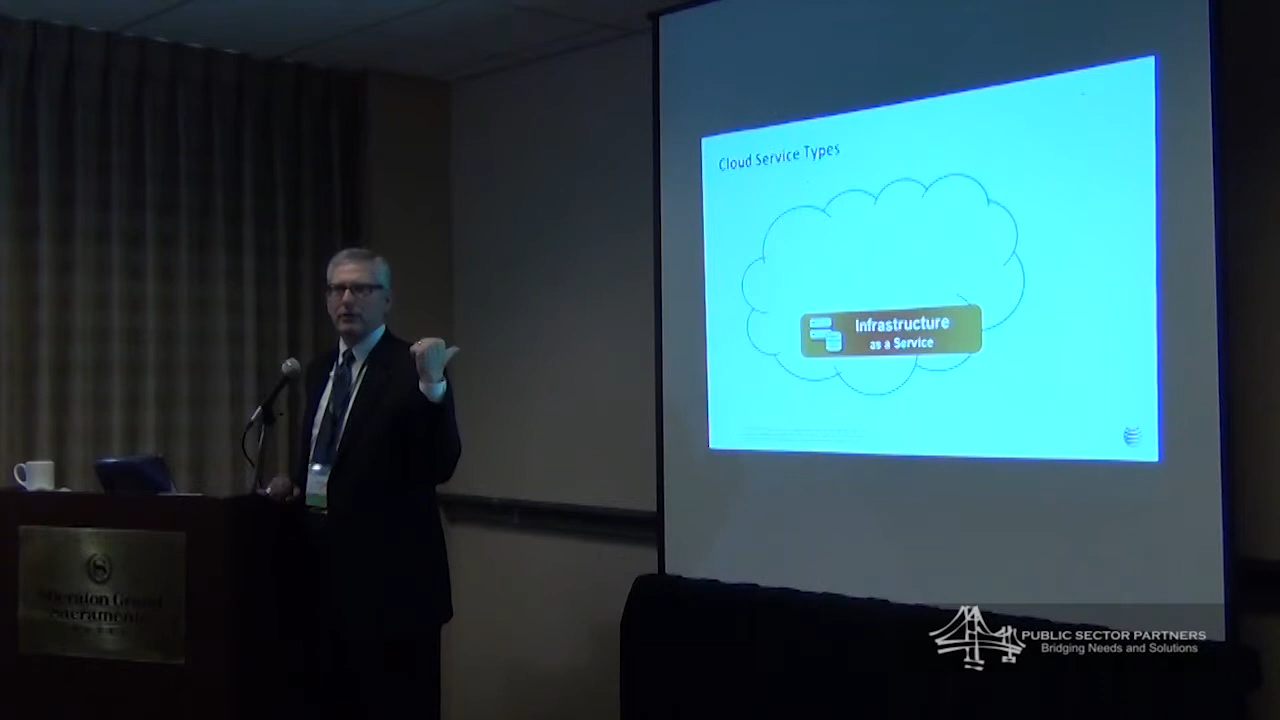 Cloud Service Types
Infrastructure
as a Service
Sheraton Grand
Sacramento
PUBLIC SECTOR PARTNERS
Bridging Needs and Solutions